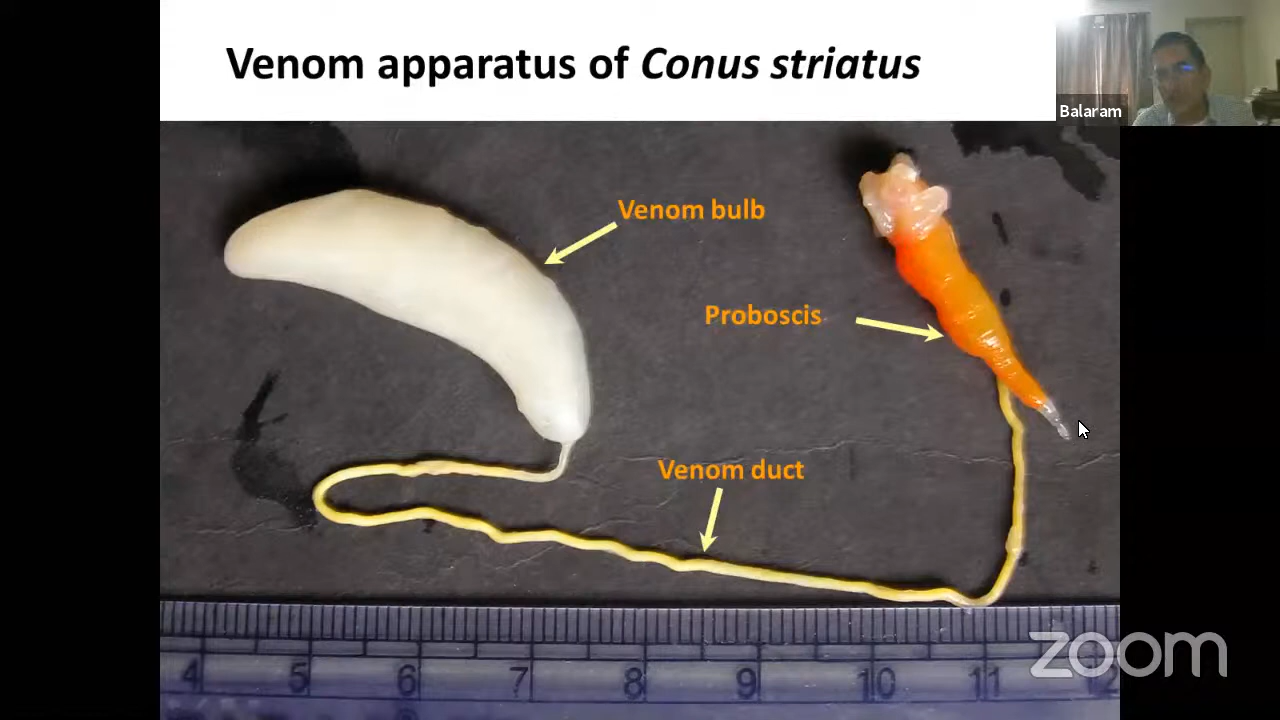 Venom apparatus of Conus striatus
Balaram
Venom bulb
Proboscis
Venom duct
4 5 6 7 8 9 10 11 12
zoom